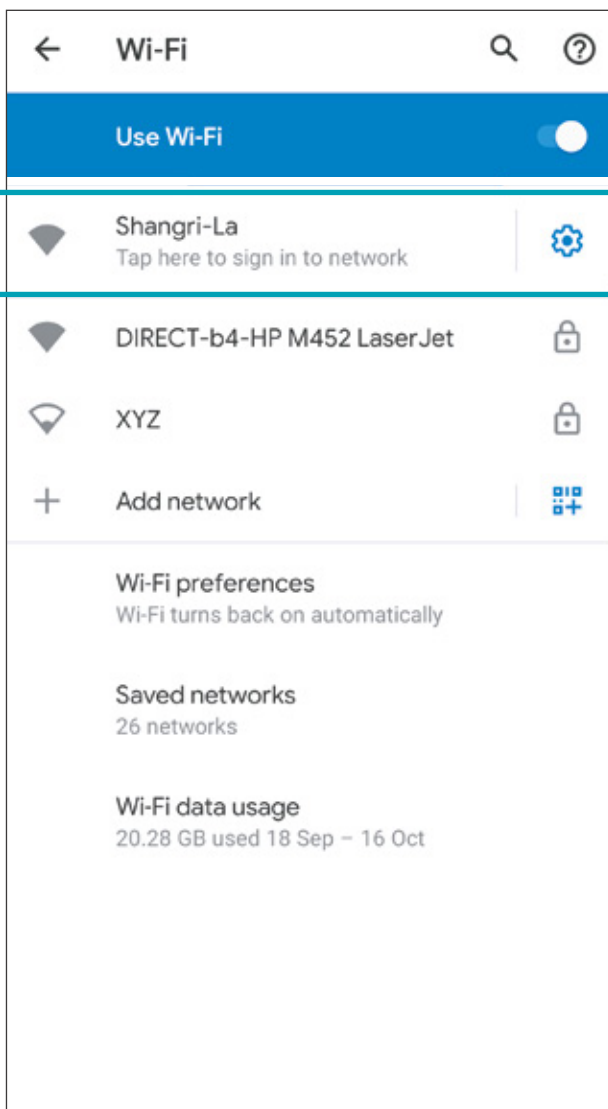 Wi-Fi
Use Wi-Fi
Shangri-La
Tap here to sign in to network
DIRECT-b4-HP M452 LaserJet
XYZ
Add network
Wi-Fi preferences
Wi-Fi turns back on automatically
Saved networks
26 networks
Wi-Fi data usage
20.28 GB used 18 Sep – 16 Oct